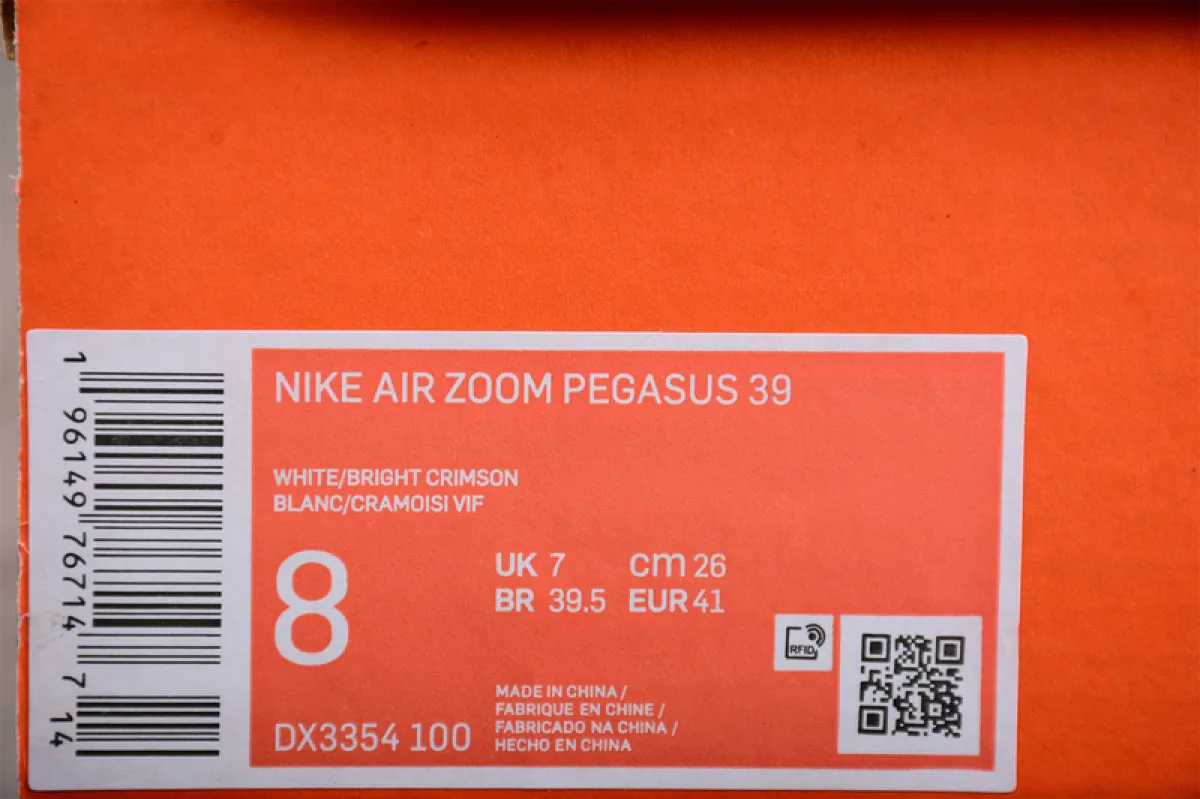 NIKE AIR ZOOM PEGASUS 39
WHITE/BRIGHT CRIMSON
BLANC/CRAMOISI VIF
8
UK 7 cm 26
BR 39.5 EUR 41
RFID
MADE IN CHINA /
FABRIQUE EN CHINE /
FABRICADO NA CHINA /
HECHO EN CHINA
DX3354 100
1 96149 76714 7 14